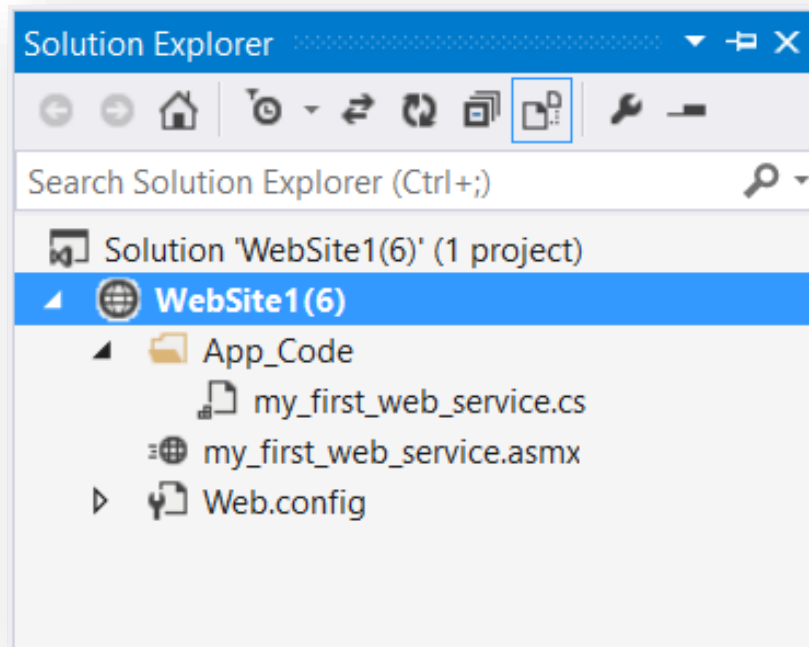 Solution Explorer
Search Solution Explorer (Ctrl+;)
Solution 'WebSite1(6)' (1 project)
WebSite1(6)
App_Code
my_first_web_service.cs
my_first_web_service.asmx
Web.config